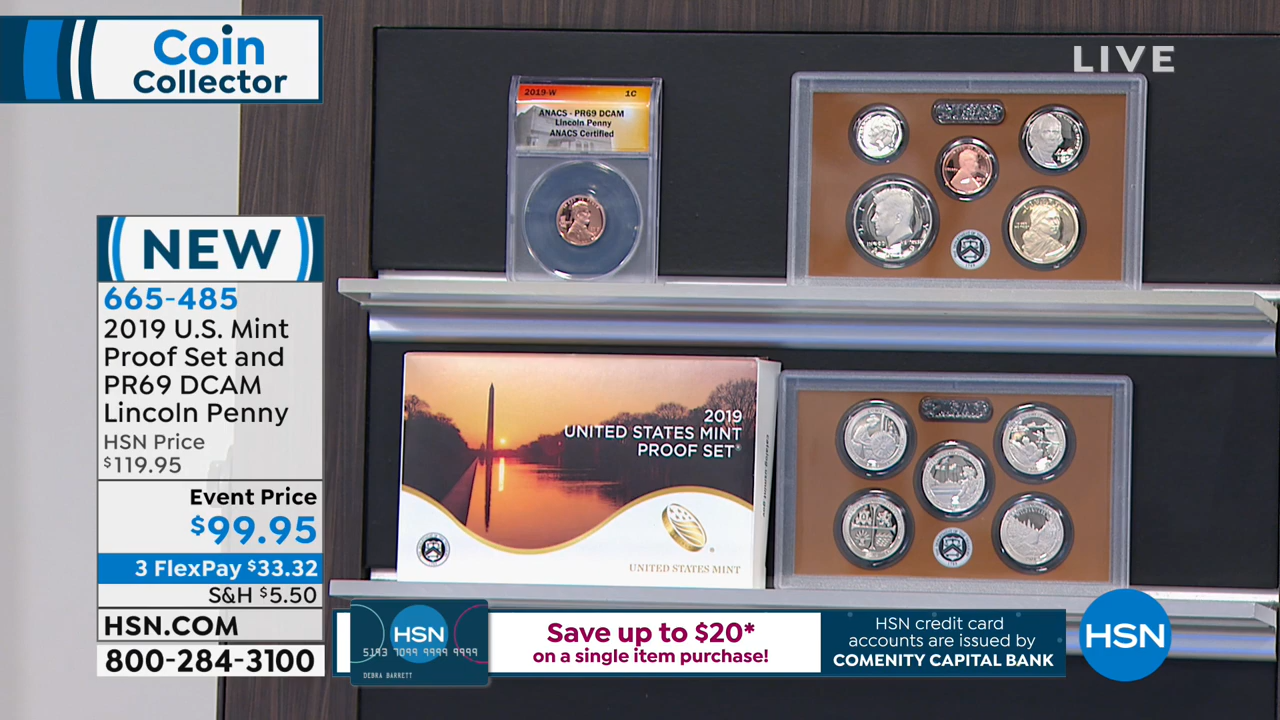 Coin
Collector
LIVE
2019-W 1C
ANACS - PR69 DCAM
Lincoln Penny
ANACS Certified
NEW
665-485
2019 U.S. Mint
Proof Set and
PR69 DCAM
Lincoln Penny
HSN Price
$119.95
Event Price
$99.95
3 FlexPay $33.32
S&H $5.50
HSN.COM
800-284-3100
2019
UNITED STATES MINT
PROOF SET®
UNITED STATES MINT
HSN
5193 7099 9999 9999
DEBRA BARRETT
Save up to $20*
on a single item purchase!
HSN credit card
accounts are issued by
COMENITY CAPITAL BANK
HSN